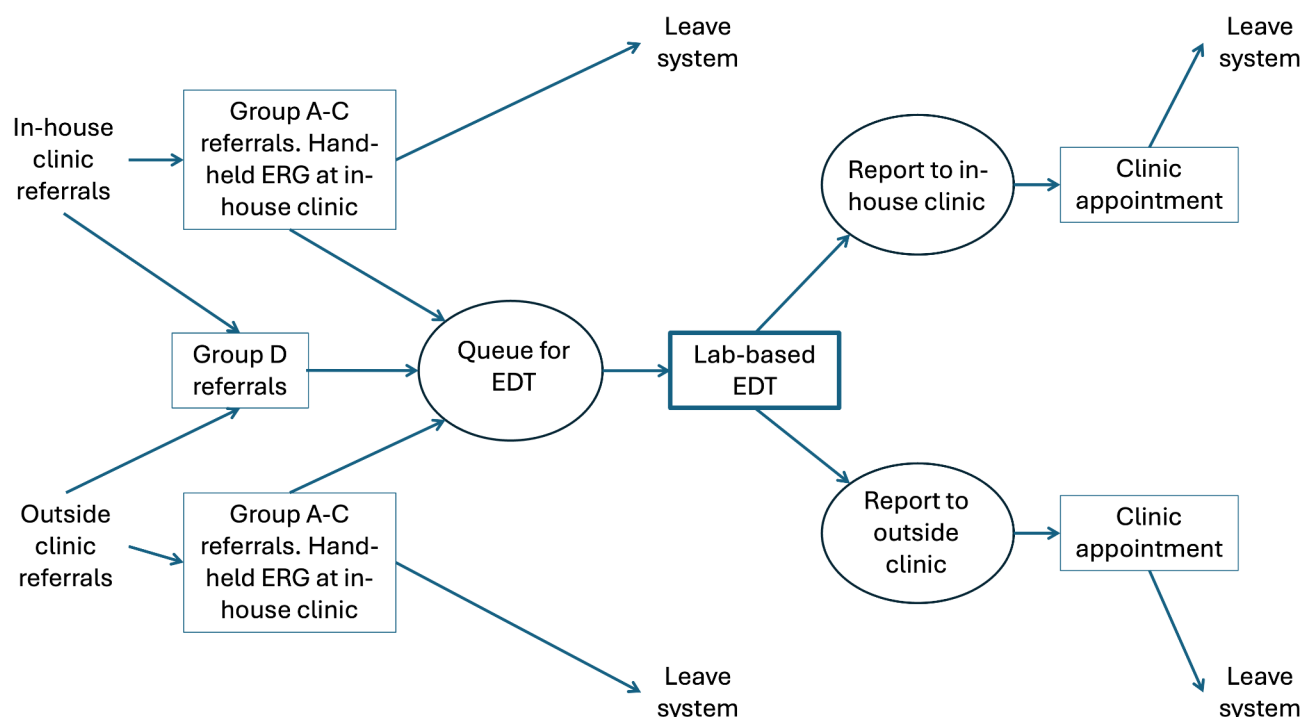 In-house
clinic
referrals
Group A-C
referrals. Hand-
held ERG at in-
house clinic
Leave
system
Group D
referrals
Outside
clinic
referrals
Group A-C
referrals. Hand-
held ERG at in-
house clinic
Leave
system
Queue for
EDT
Lab-based
EDT
Report to in-
house clinic
Clinic
appointment
Leave
system
Report to
outside
clinic
Clinic
appointment
Leave
system